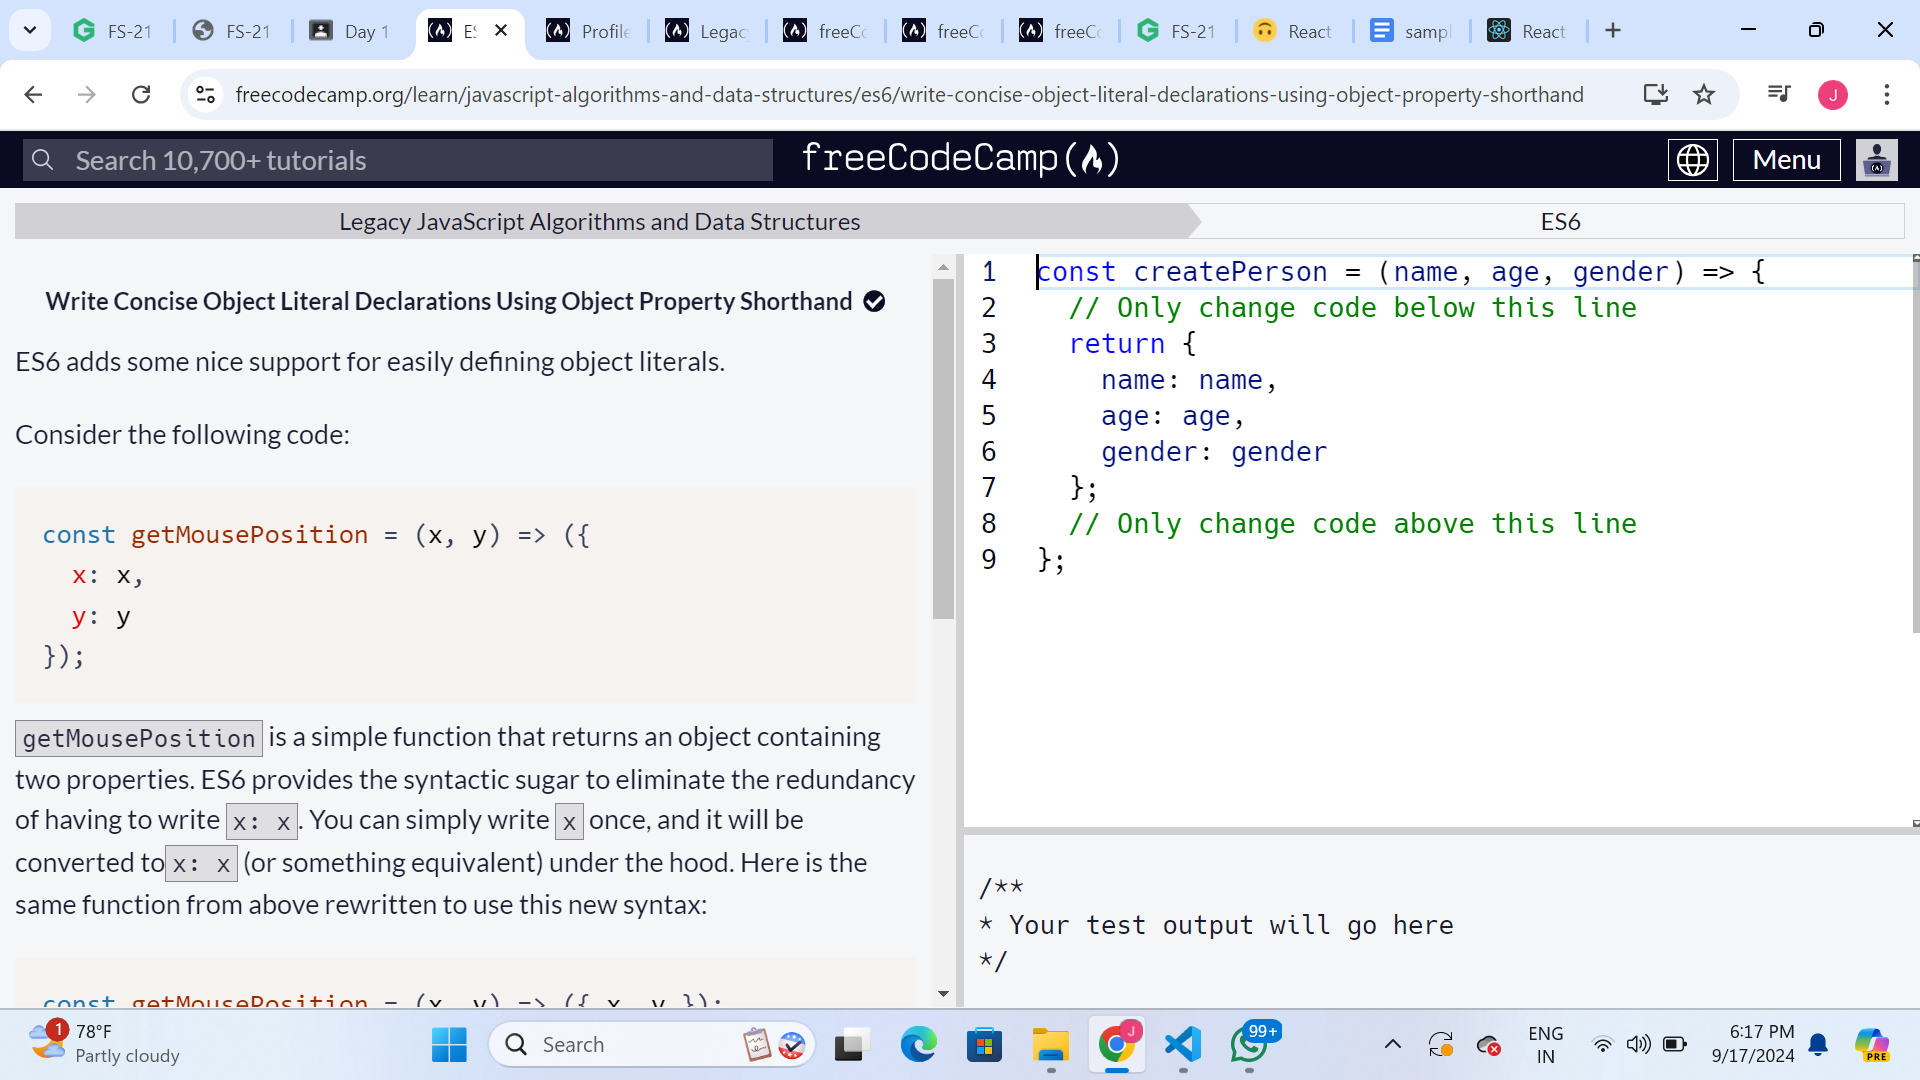 FS-21
FS-21
Day 1
ES
Profile
Legac
freeCo
freeCo
freeCo
FS-21
React
samp
React
freecodecamp.org/learn/javascript-algorithms-and-data-structures/es6/write-concise-object-literal-declarations-using-object-property-shorthand
J
Search 10,700+ tutorials
freeCodeCamp
Menu
Legacy JavaScript Algorithms and Data Structures
ES6
Write Concise Object Literal Declarations Using Object Property Shorthand
ES6 adds some nice support for easily defining object literals.
Consider the following code:
const getMousePosition = (x, y) => ({
x: x,
y: y
});
getMousePosition is a simple function that returns an object containing
two properties. ES6 provides the syntactic sugar to eliminate the redundancy
of having to write x: x. You can simply write x once, and it will be
converted to x: x (or something equivalent) under the hood. Here is the
same function from above rewritten to use this new syntax:
const getMousePosition = (x, y) => ({ x, y });
1 const createPerson = (name, age, gender) => {
2 // Only change code below this line
3 return {
4 name: name,
5 age: age,
6 gender: gender
7 };
8 // Only change code above this line
9 };
/**
* Your test output will go here
*/
1
78°F
Partly cloudy
Search
J
99+
ENG
IN
6:17 PM
9/17/2024
PRE